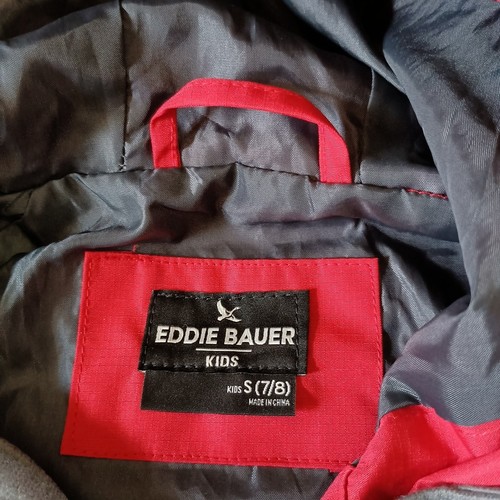 EDDIE BAUER
KIDS
KIDS S (7/8)
MADE IN CHINA